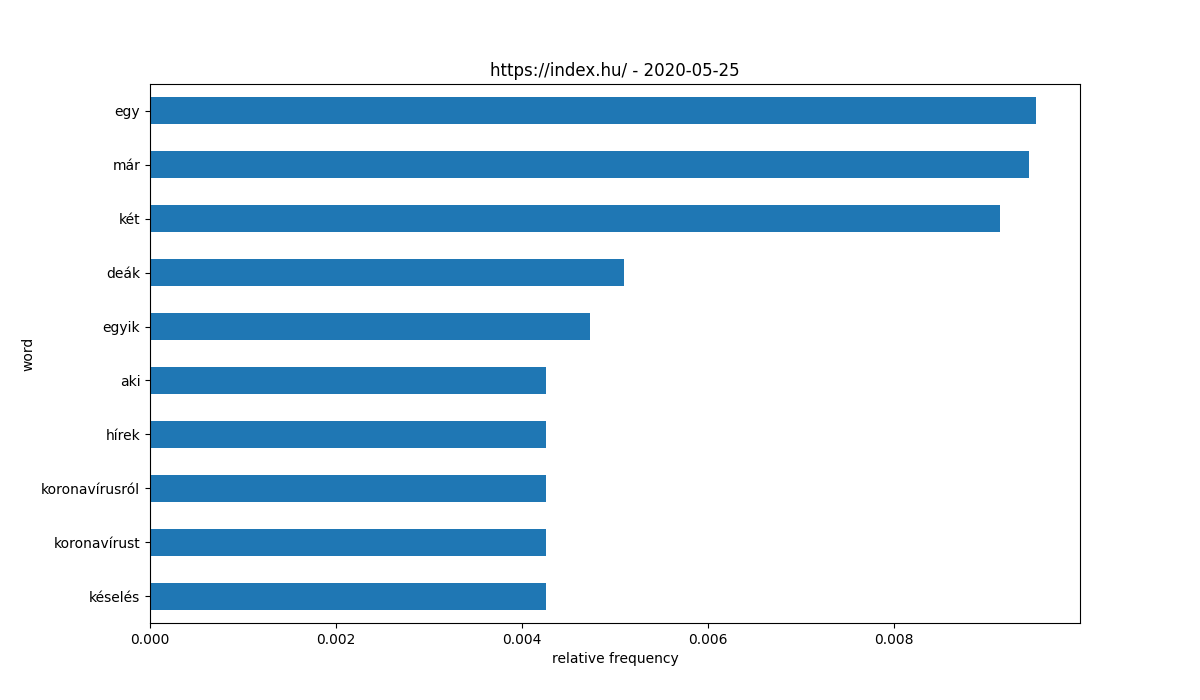 https://index.hu/ - 2020-05-25
egy
már
két
deák
egyik
aki
hírek
koronavírusról
koronavírust
késelés
word
0.000 0.002 0.004 0.006 0.008
relative frequency